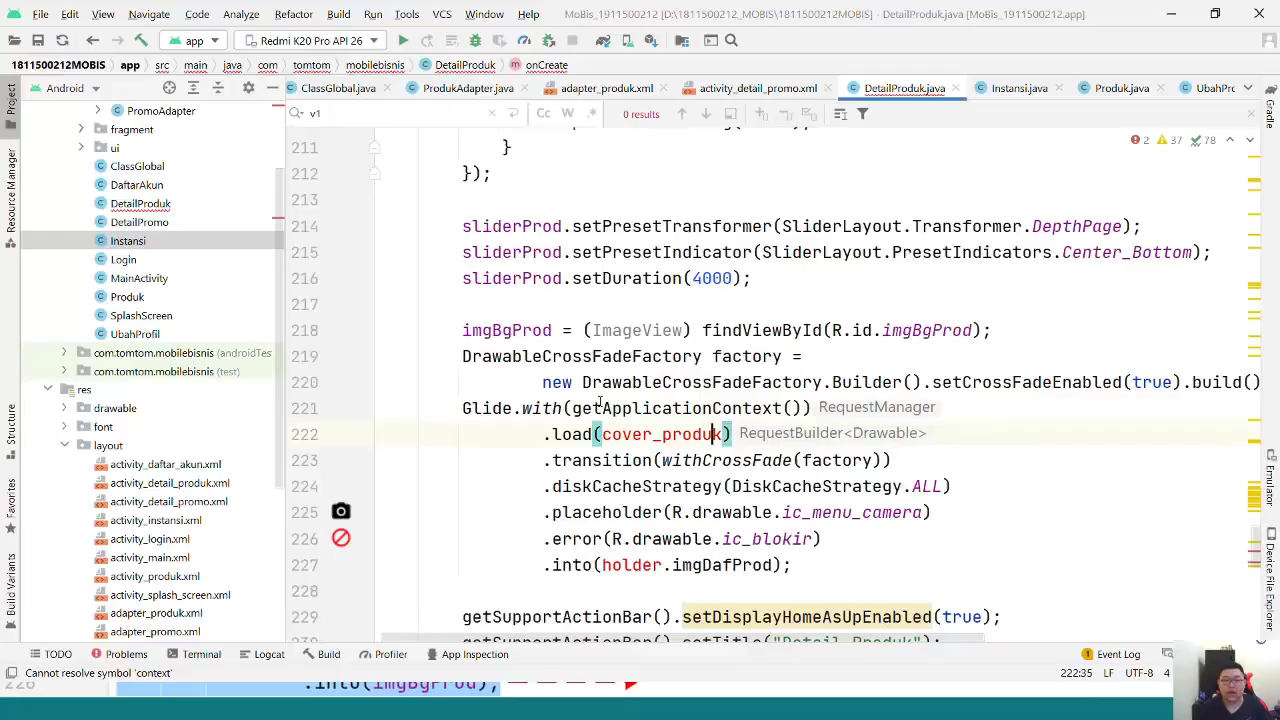 File Edit View Navigate Code Analyze Refactor Build Run Tools VCS Window Help MoBis_1911500212 [D:\1811500212_MOBIS\1811500212MOBIS] - DetailProduk.java [MoBis_1911500212.app]
app Redmi K20 Pro API 26
1811500212MOBIS app src main java com tomtom mobilebisnis DetailProduk onCreate
Android ClassGlobal.java ProdukAdapter.java adapter_produk.xml activity_detail_promo.xml DetailProduk.java Instansi.java Produk.java UbahPr
v1 Cc W .* 0 results
2 37 78
Project
Resource Manager
Structure
Favorites
Build Variants
PromoAdapter
fragment
ui
ClassGlobal
DaftarAkun
DetailProduk
DetailPromo
Instansi
Login
MainActivity
Produk
SplashScreen
UbahProfil
com.tomtom.mobilebisnis (androidTest
com.tomtom.mobilebisnis (test)
res
drawable
font
layout
activity_daftar_akun.xml
activity_detail_produk.xml
activity_detail_promo.xml
activity_instansi.xml
activity_login.xml
activity_main.xml
activity_produk.xml
activity_splash_screen.xml
adapter_produk.xml
adapter_promo.xml
211 }
212 });
213
214 sliderProd.setPresetTransformer(SliderLayout.Transformer.DepthPage);
215 sliderProd.setPresetIndicator(SliderLayout.PresetIndicators.Center_Bottom);
216 sliderProd.setDuration(4000);
217
218 imgBgProd = (ImageView) findViewById(R.id.imgBgProd);
219 DrawableCrossFadeFactory factory =
220 new DrawableCrossFadeFactory.Builder().setCrossFadeEnabled(true).build()
221 Glide.with(getApplicationContext()) RequestManager
222 .load(cover_produk) RequestBuilder<Drawable>
223 .transition(withCrossFade(factory))
224 .diskCacheStrategy(DiskCacheStrategy.ALL)
225 .placeholder(R.drawable.ic_menu_camera)
226 .error(R.drawable.ic_blokir)
227 .into(holder.imgDafProd);
228
229 getSupportActionBar().setDisplayHomeAsUpEnabled(true);
getSupportActionBar().setTitle("Detail Produk");
Gradle
Emulator
Device File Explorer
TODO Problems Terminal Logcat Build Profiler App Inspection 1 Event Log
Cannot resolve symbol 'context' 222:35 LF UTF-8 4
226 .into(imgBgProd);